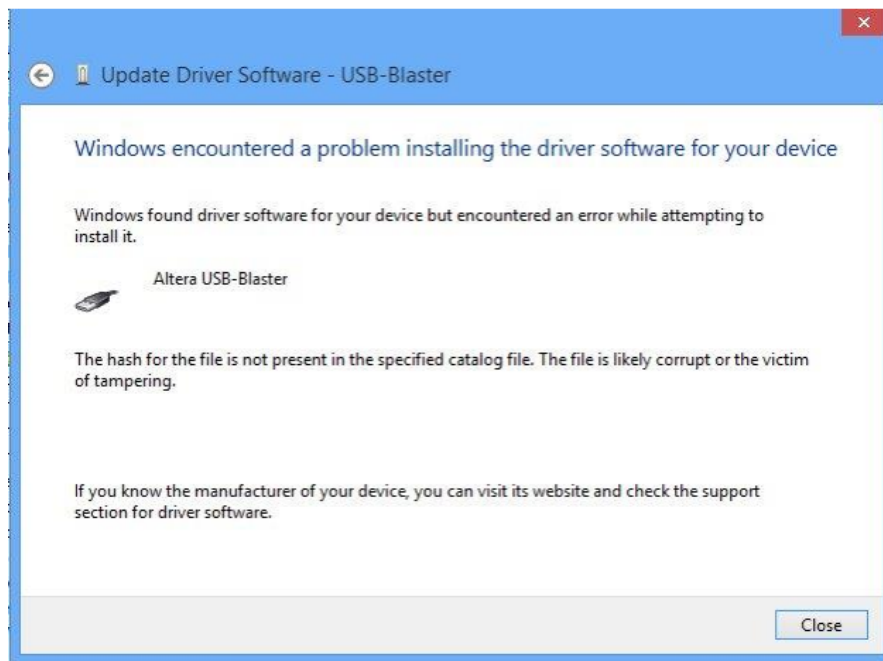 Update Driver Software - USB-Blaster
Windows encountered a problem installing the driver software for your device
Windows found driver software for your device but encountered an error while attempting to
install it.
Altera USB-Blaster
The hash for the file is not present in the specified catalog file. The file is likely corrupt or the victim
of tampering.
If you know the manufacturer of your device, you can visit its website and check the support
section for driver software.
Close